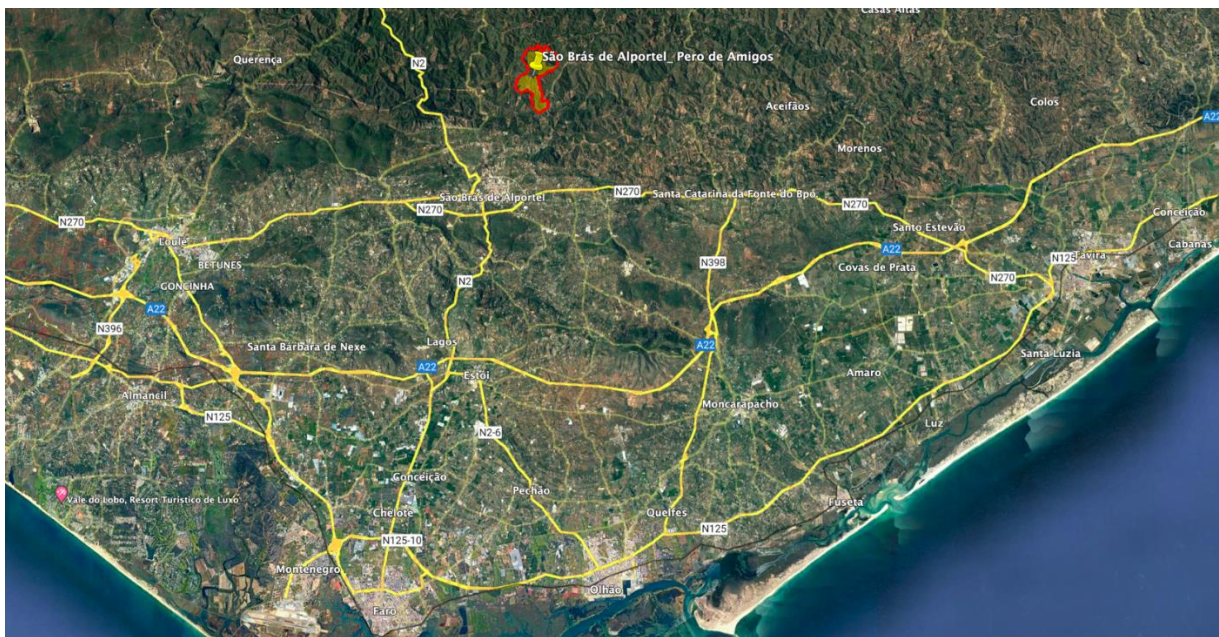 Casas Altas
Querença
N2
São Brás de Alportel_ Pero de Amigos
Aceifãos
Colos
A22
Morenos
São Brás de Alportel
N270
Santa Catarina da Fonte do Bpo.
N270
N270
N270
Conceição
Loulé
Santo Estevão
BETUNES
N398
A22
N125
Tavira
Cabanas
Covas de Prata
N270
N2
GONCINHA
A22
N396
Lagos
Santa Bárbara de Nexe
A22
A22
Santa Luzia
Estoi
Amaro
Almancil
N125
Moncarapacho
N2-6
Luz
Conceição
Pechão
Vale do Lobo, Resort Turístico de Luxo
Chelote
Quelfes
Fuseta
N125
N125-10
Montenegro
Olhão
Faro